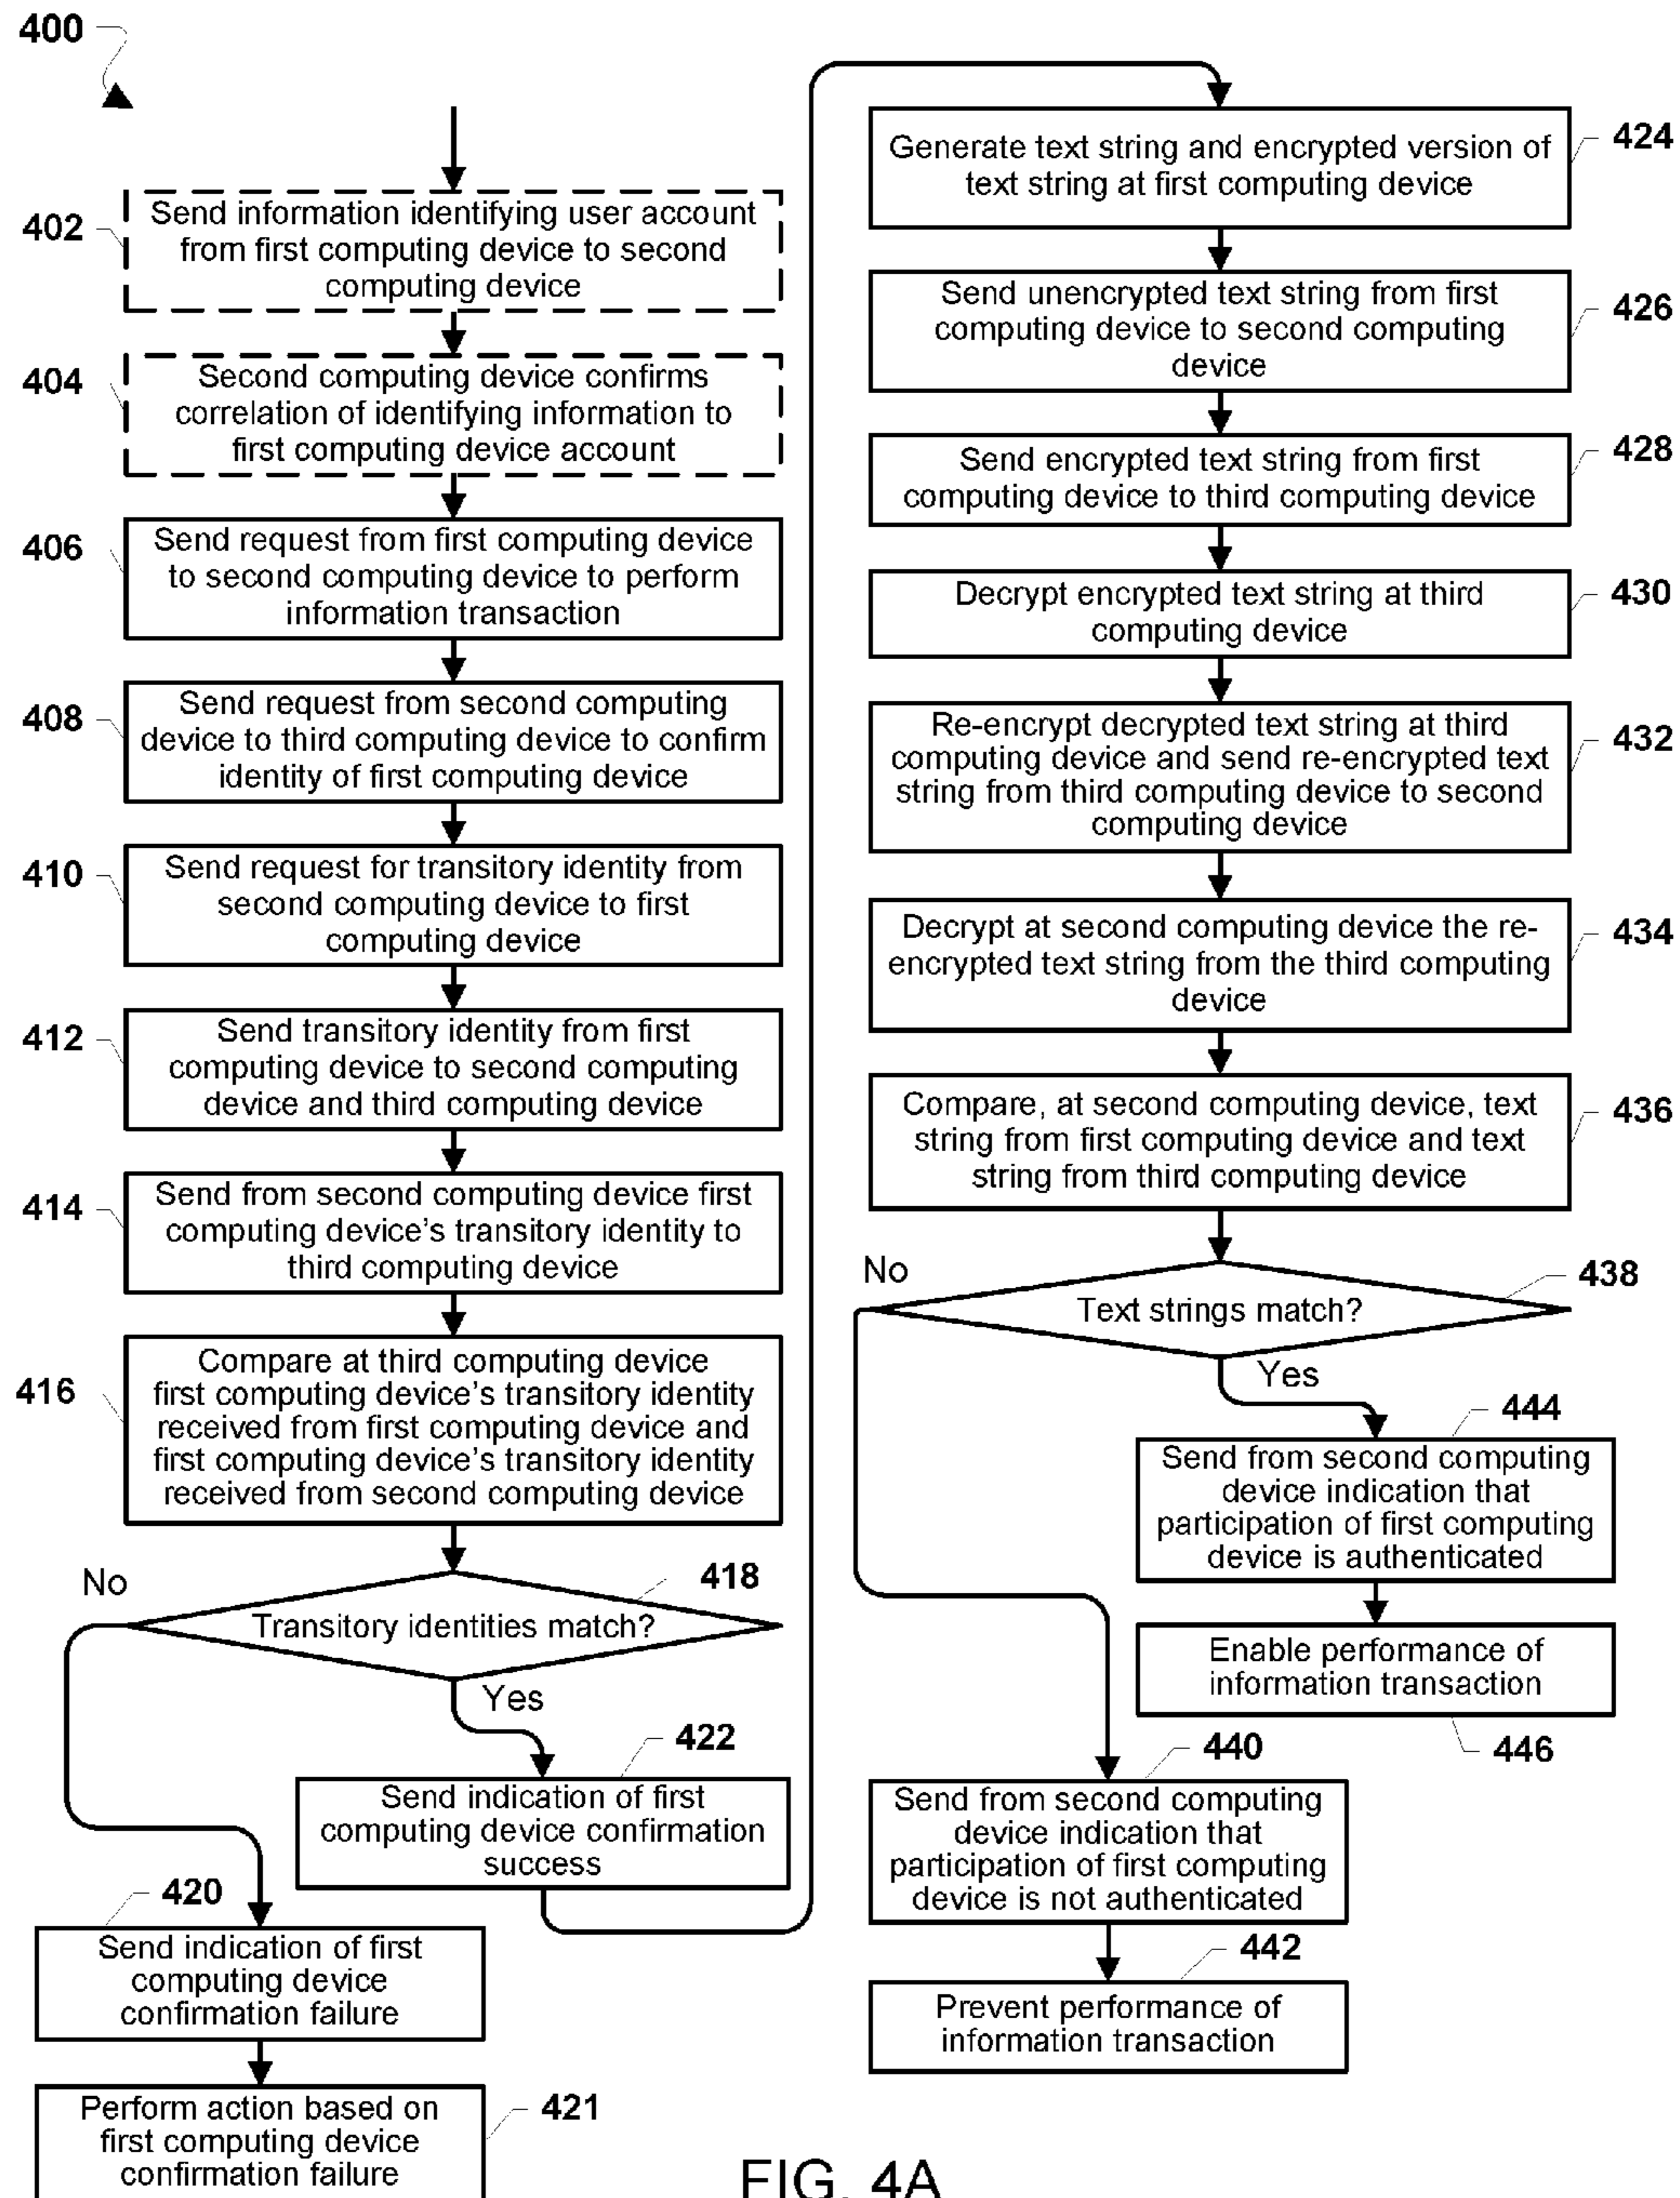 400
402
Send information identifying user account
from first computing device to second
computing device
404
Second computing device confirms
correlation of identifying information to
first computing device account
406
Send request from first computing device
to second computing device to perform
information transaction
408
Send request from second computing
device to third computing device to confirm
identity of first computing device
410
Send request for transitory identity from
second computing device to first
computing device
412
Send transitory identity from first
computing device to second computing
device and third computing device
414
Send from second computing device first
computing device’s transitory identity to
third computing device
416
Compare at third computing device
first computing device’s transitory identity
received from first computing device and
first computing device’s transitory identity
received from second computing device
No
418
Transitory identities match?
Yes
422
Send indication of first
computing device confirmation
success
420
Send indication of first
computing device
confirmation failure
Perform action based on
first computing device
confirmation failure
421
424
Generate text string and encrypted version of
text string at first computing device
426
Send unencrypted text string from first
computing device to second computing
device
428
Send encrypted text string from first
computing device to third computing device
430
Decrypt encrypted text string at third
computing device
432
Re-encrypt decrypted text string at third
computing device and send re-encrypted text
string from third computing device to second
computing device
434
Decrypt at second computing device the re-
encrypted text string from the third computing
device
436
Compare, at second computing device, text
string from first computing device and text
string from third computing device
No
438
Text strings match?
Yes
444
Send from second computing
device indication that
participation of first computing
device is authenticated
Enable performance of
information transaction
446
440
Send from second computing
device indication that
participation of first computing
device is not authenticated
442
Prevent performance of
information transaction
FIG. 4A